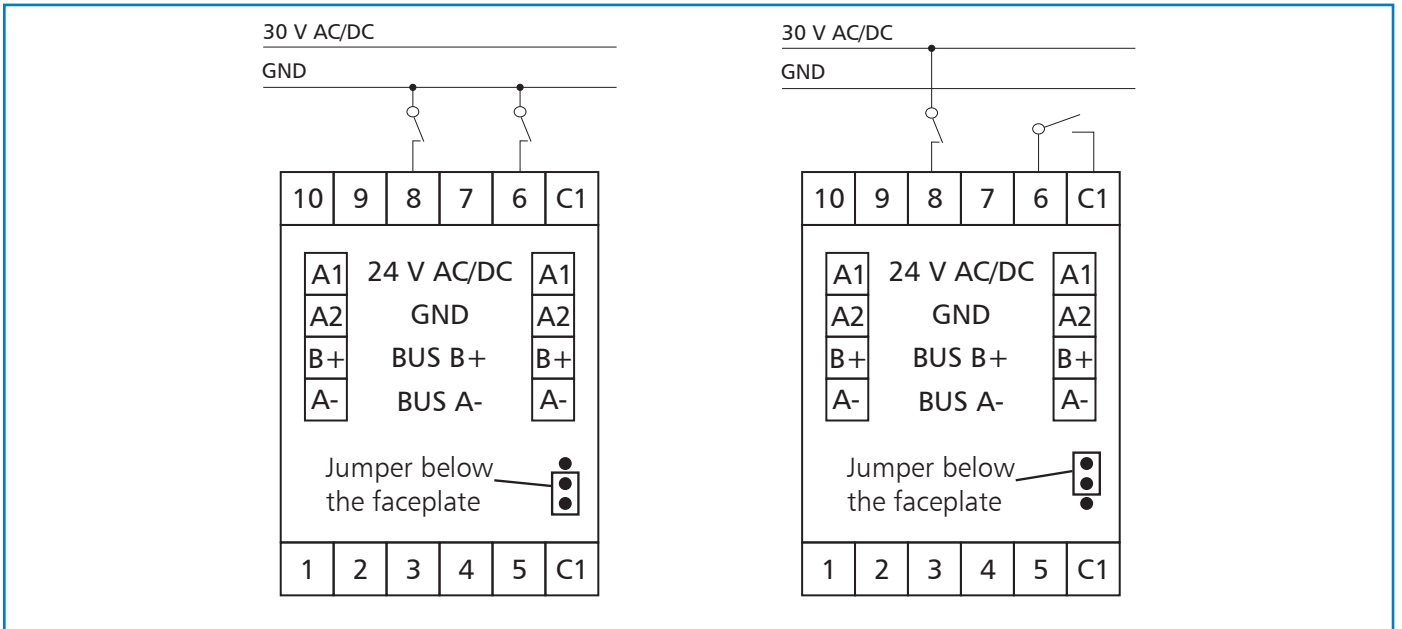 30 V AC/DC
GND
10 9 8 7 6 C1
A1 24 V AC/DC A1
A2 GND A2
B+ BUS B+ B+
A- BUS A- A-
Jumper below
the faceplate
1 2 3 4 5 C1
30 V AC/DC
GND
10 9 8 7 6 C1
A1 24 V AC/DC A1
A2 GND A2
B+ BUS B+ B+
A- BUS A- A-
Jumper below
the faceplate
1 2 3 4 5 C1